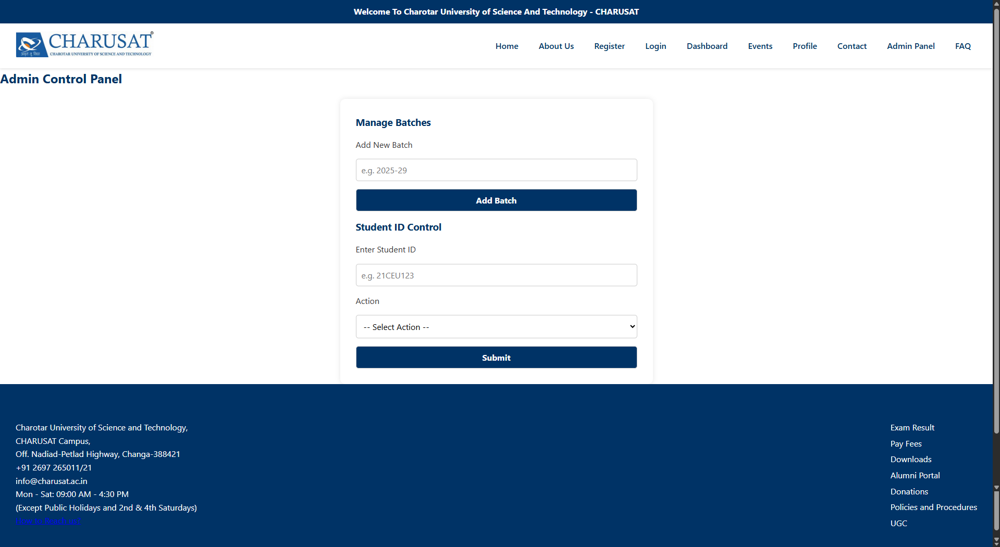 Welcome To Charotar University of Science And Technology - CHARUSAT
CHARUSAT®
CHAROTAR UNIVERSITY OF SCIENCE AND TECHNOLOGY
Home About Us Register Login Dashboard Events Profile Contact Admin Panel FAQ
Admin Control Panel
Manage Batches
Add New Batch
e.g. 2025-29
Add Batch
Student ID Control
Enter Student ID
e.g. 21CEU123
Action
-- Select Action --
Submit
Charotar University of Science and Technology,
CHARUSAT Campus,
Off. Nadiad-Petlad Highway, Changa-388421
+91 2697 265011/21
info@charusat.ac.in
Mon - Sat: 09:00 AM - 4:30 PM
(Except Public Holidays and 2nd & 4th Saturdays)
How to Reach us?
Exam Result
Pay Fees
Downloads
Alumni Portal
Donations
Policies and Procedures
UGC